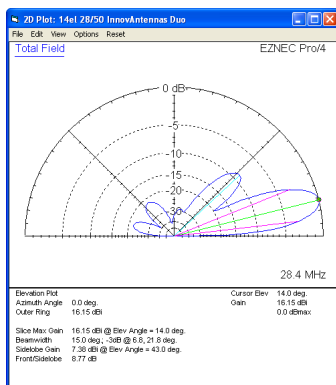 2D Plot: 14el 28/50 InnovAntennas Duo
File Edit View Options Reset
Total Field EZNEC Pro/4
0 dB
-5
-10
-15
-20
-30
28.4 MHz
Elevation Plot Cursor Elev 14.0 deg.
Azimuth Angle 0.0 deg. Gain 16.15 dBi
Outer Ring 16.15 dBi 0.0 dBmax
Slice Max Gain 16.15 dBi @ Elev Angle = 14.0 deg.
Beamwidth 15.0 deg.; -3dB @ 6.8, 21.8 deg.
Sidelobe Gain 7.38 dBi @ Elev Angle = 43.0 deg.
Front/Sidelobe 8.77 dB